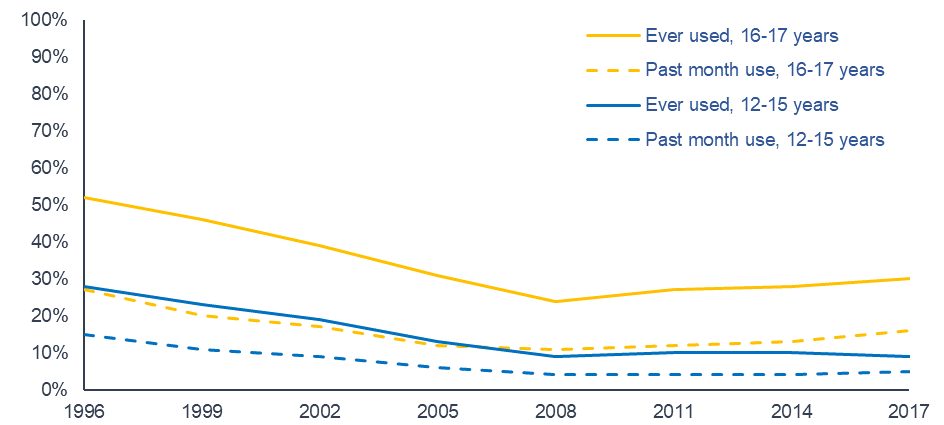 100%
90%
80%
70%
60%
50%
40%
30%
20%
10%
0%
1996 1999 2002 2005 2008 2011 2014 2017
Ever used, 16-17 years
Past month use, 16-17 years
Ever used, 12-15 years
Past month use, 12-15 years